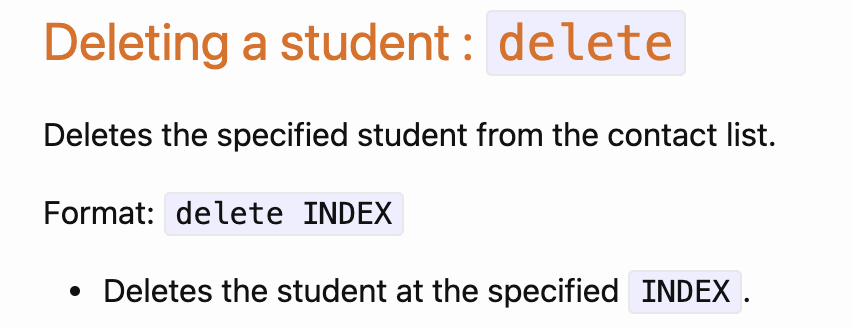 Deleting a student : delete
Deletes the specified student from the contact list.
Format: delete INDEX
• Deletes the student at the specified INDEX.